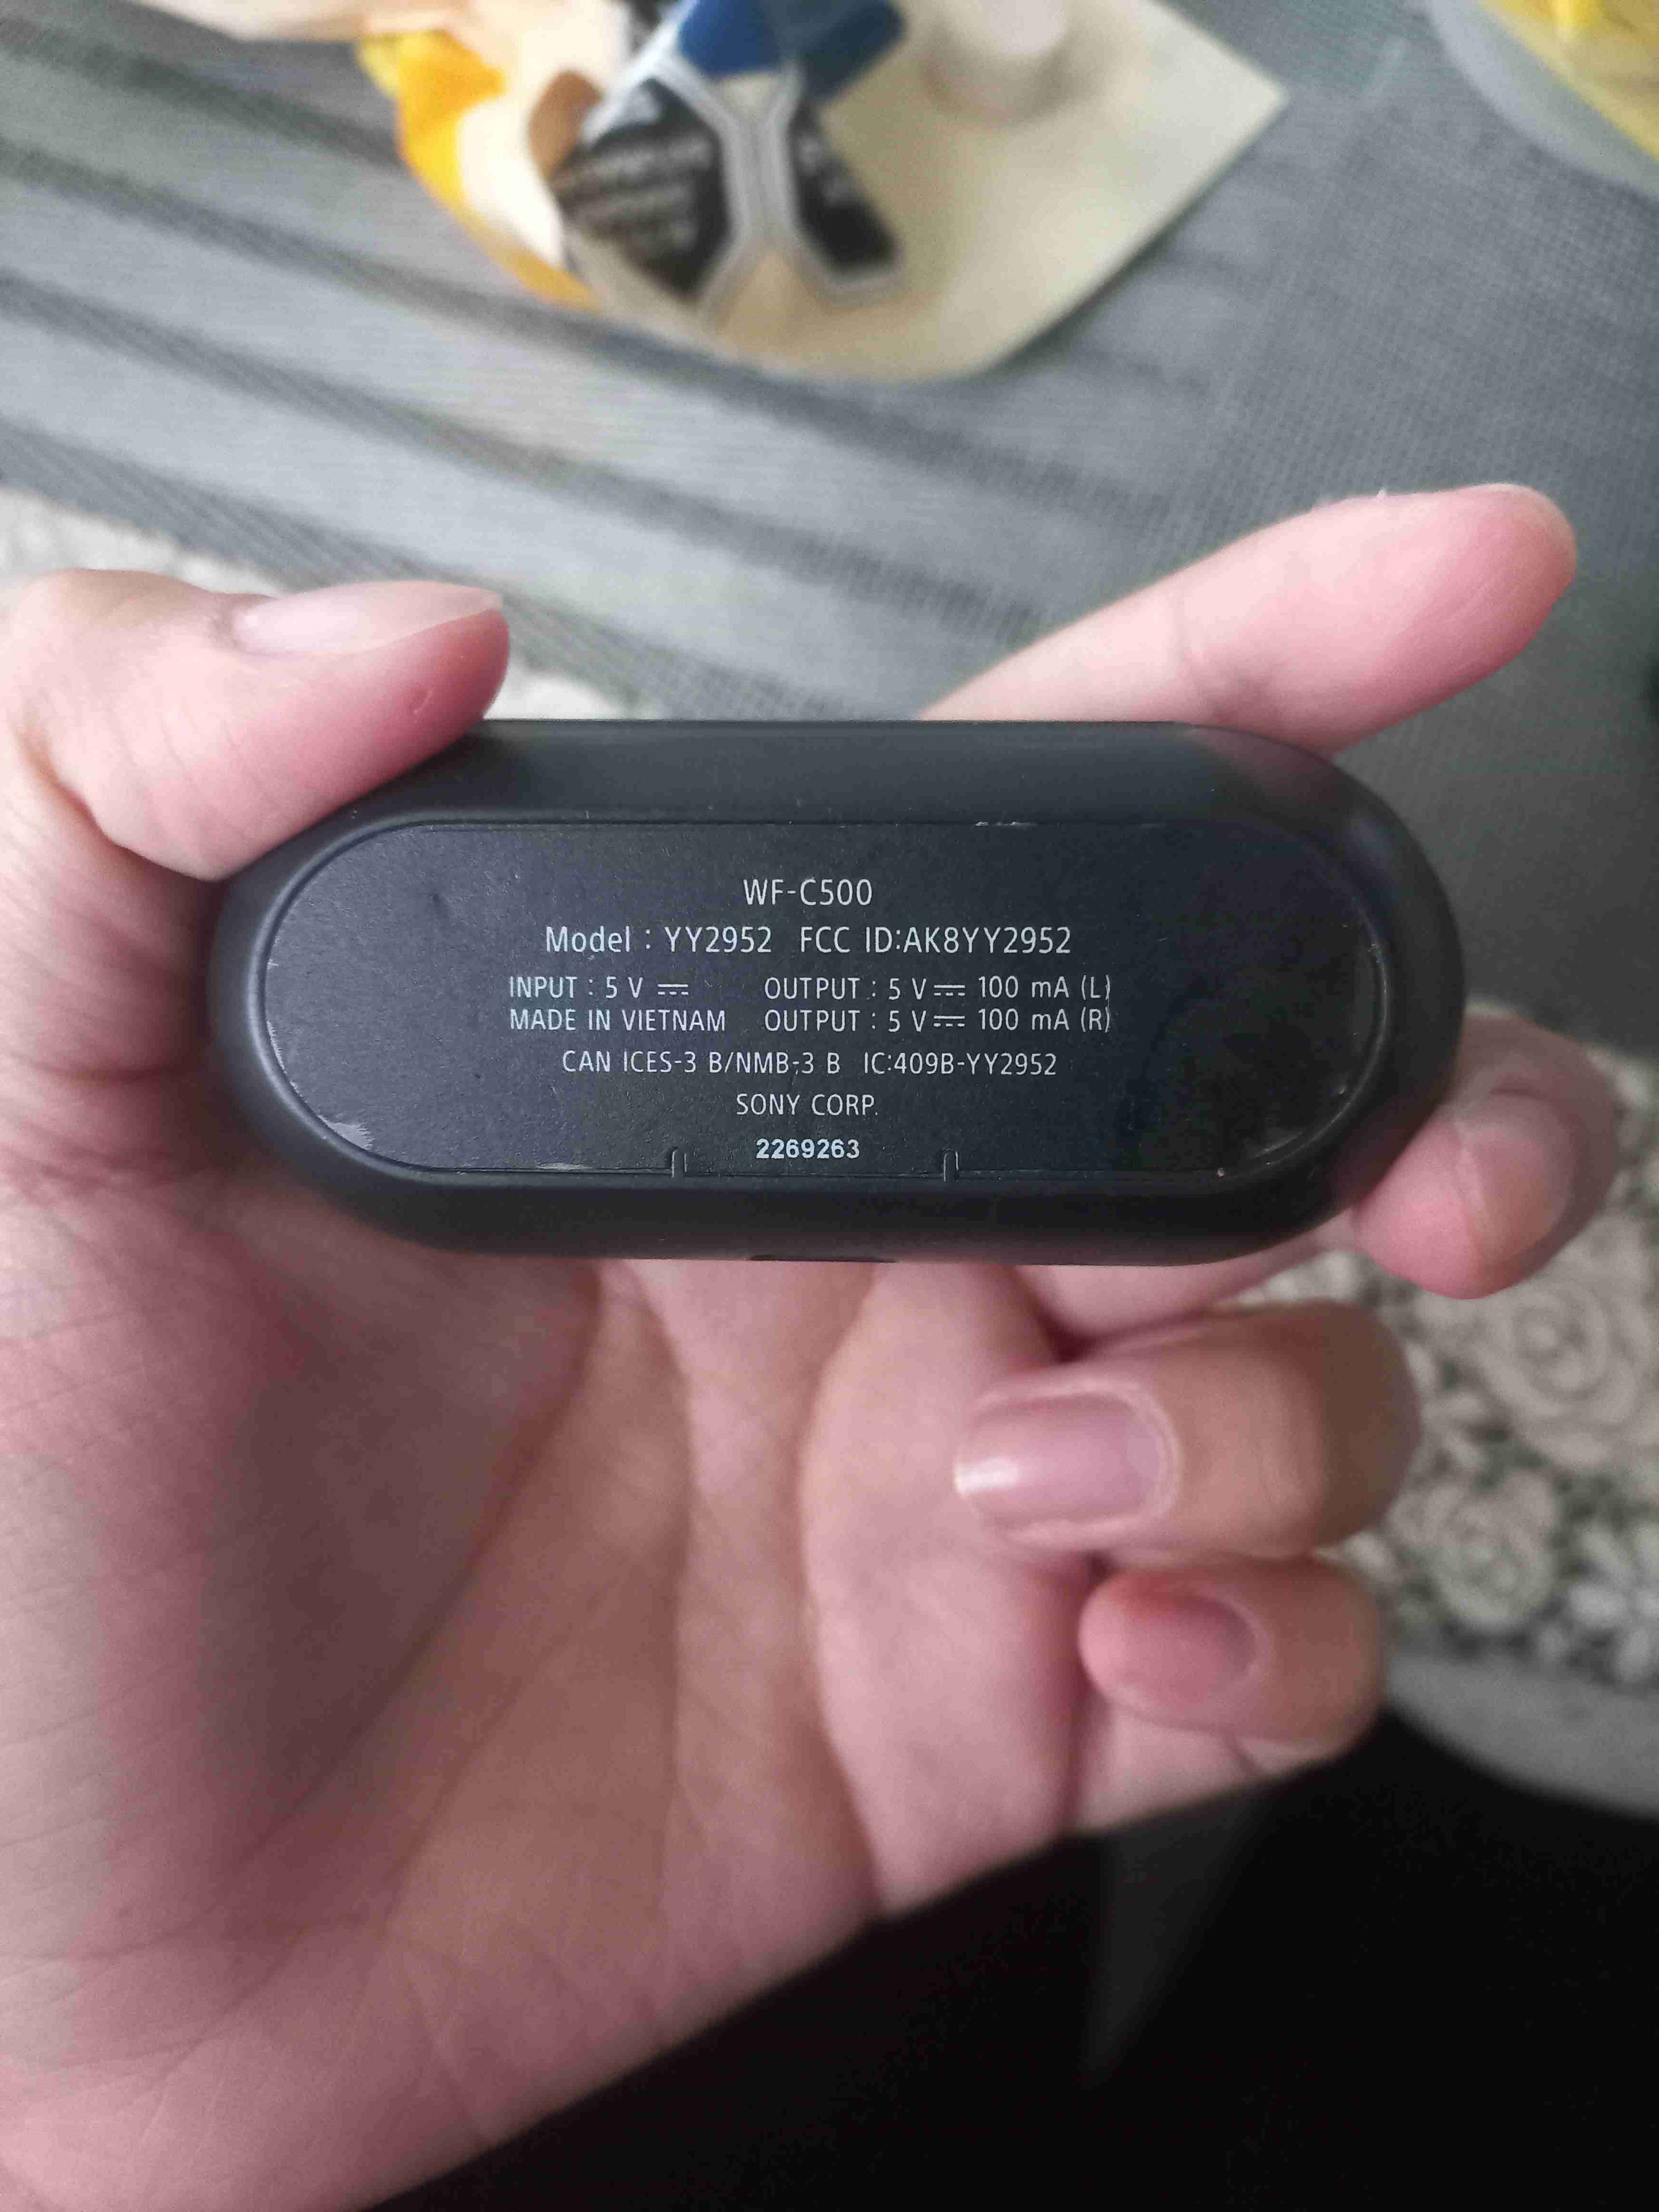 WF-C500
Model : YY2952 FCC ID:AK8YY2952
INPUT : 5 V ⎓ OUTPUT : 5 V ⎓ 100 mA (L)
MADE IN VIETNAM OUTPUT : 5 V ⎓ 100 mA (R)
CAN ICES-3 B/NMB-3 B IC:409B-YY2952
SONY CORP.
2269263